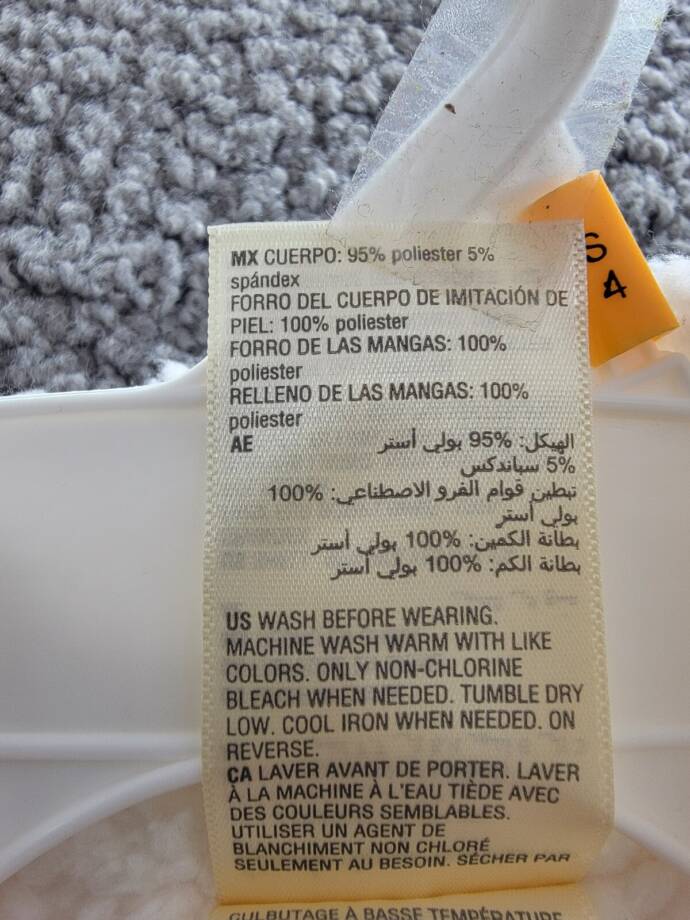 MX CUERPO: 95% poliester 5%
spándex
FORRO DEL CUERPO DE IMITACIÓN DE
PIEL: 100% poliester
FORRO DE LAS MANGAS: 100%
poliester
RELLENO DE LAS MANGAS: 100%
poliester
AE الهيكل: 95% بولي أستر
5% سباندكس
تبطين قوام الفرو الاصطناعي: 100%
بولي أستر
بطانة الكمين: 100% بولي أستر
بطانة الكم: 100% بولي أستر
US WASH BEFORE WEARING.
MACHINE WASH WARM WITH LIKE
COLORS. ONLY NON-CHLORINE
BLEACH WHEN NEEDED. TUMBLE DRY
LOW. COOL IRON WHEN NEEDED. ON
REVERSE.
CA LAVER AVANT DE PORTER. LAVER
À LA MACHINE À L'EAU TIÈDE AVEC
DES COULEURS SEMBLABLES.
UTILISER UN AGENT DE
BLANCHIMENT NON CHLORÉ
SEULEMENT AU BESOIN. SÉCHER PAR
CULBUTAGE À BASSE TEMPÉRATURE
S
4